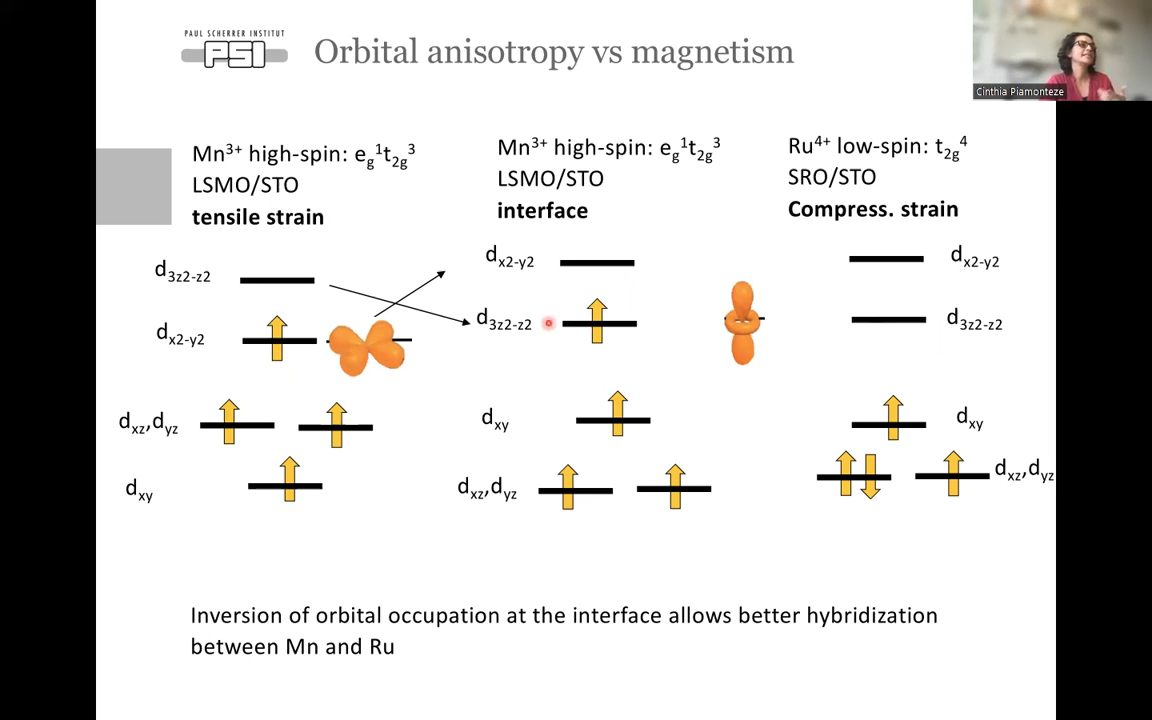 PAUL SCHERRER INSTITUT
PSI
Orbital anisotropy vs magnetism
Cinthia Piamonteze
Mn³⁺ high-spin: e_g¹t_2g³
LSMO/STO
tensile strain
d_3z2-z2
d_x2-y2
d_xz,d_yz
d_xy
Mn³⁺ high-spin: e_g¹t_2g³
LSMO/STO
interface
d_x2-y2
d_3z2-z2
d_xy
d_xz,d_yz
Ru⁴⁺ low-spin: t_2g⁴
SRO/STO
Compress. strain
d_x2-y2
d_3z2-z2
d_xy
d_xz,d_yz
Inversion of orbital occupation at the interface allows better hybridization
between Mn and Ru